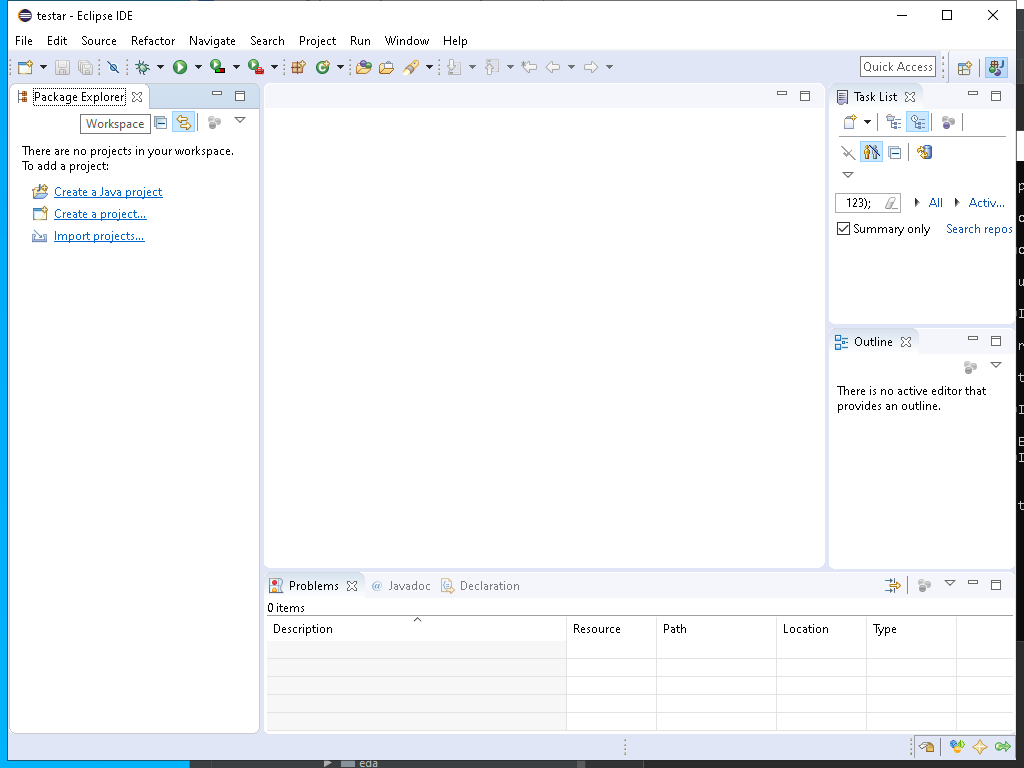 testar - Eclipse IDE
File Edit Source Refactor Navigate Search Project Run Window Help
Quick Access
Package Explorer
Workspace
There are no projects in your workspace.
To add a project:
Create a Java project
Create a project...
Import projects...
Task List
123);
All
Activ...
Summary only
Search repos
Outline
There is no active editor that
provides an outline.
Problems
@ Javadoc
Declaration
0 items
Description Resource Path Location Type
eda